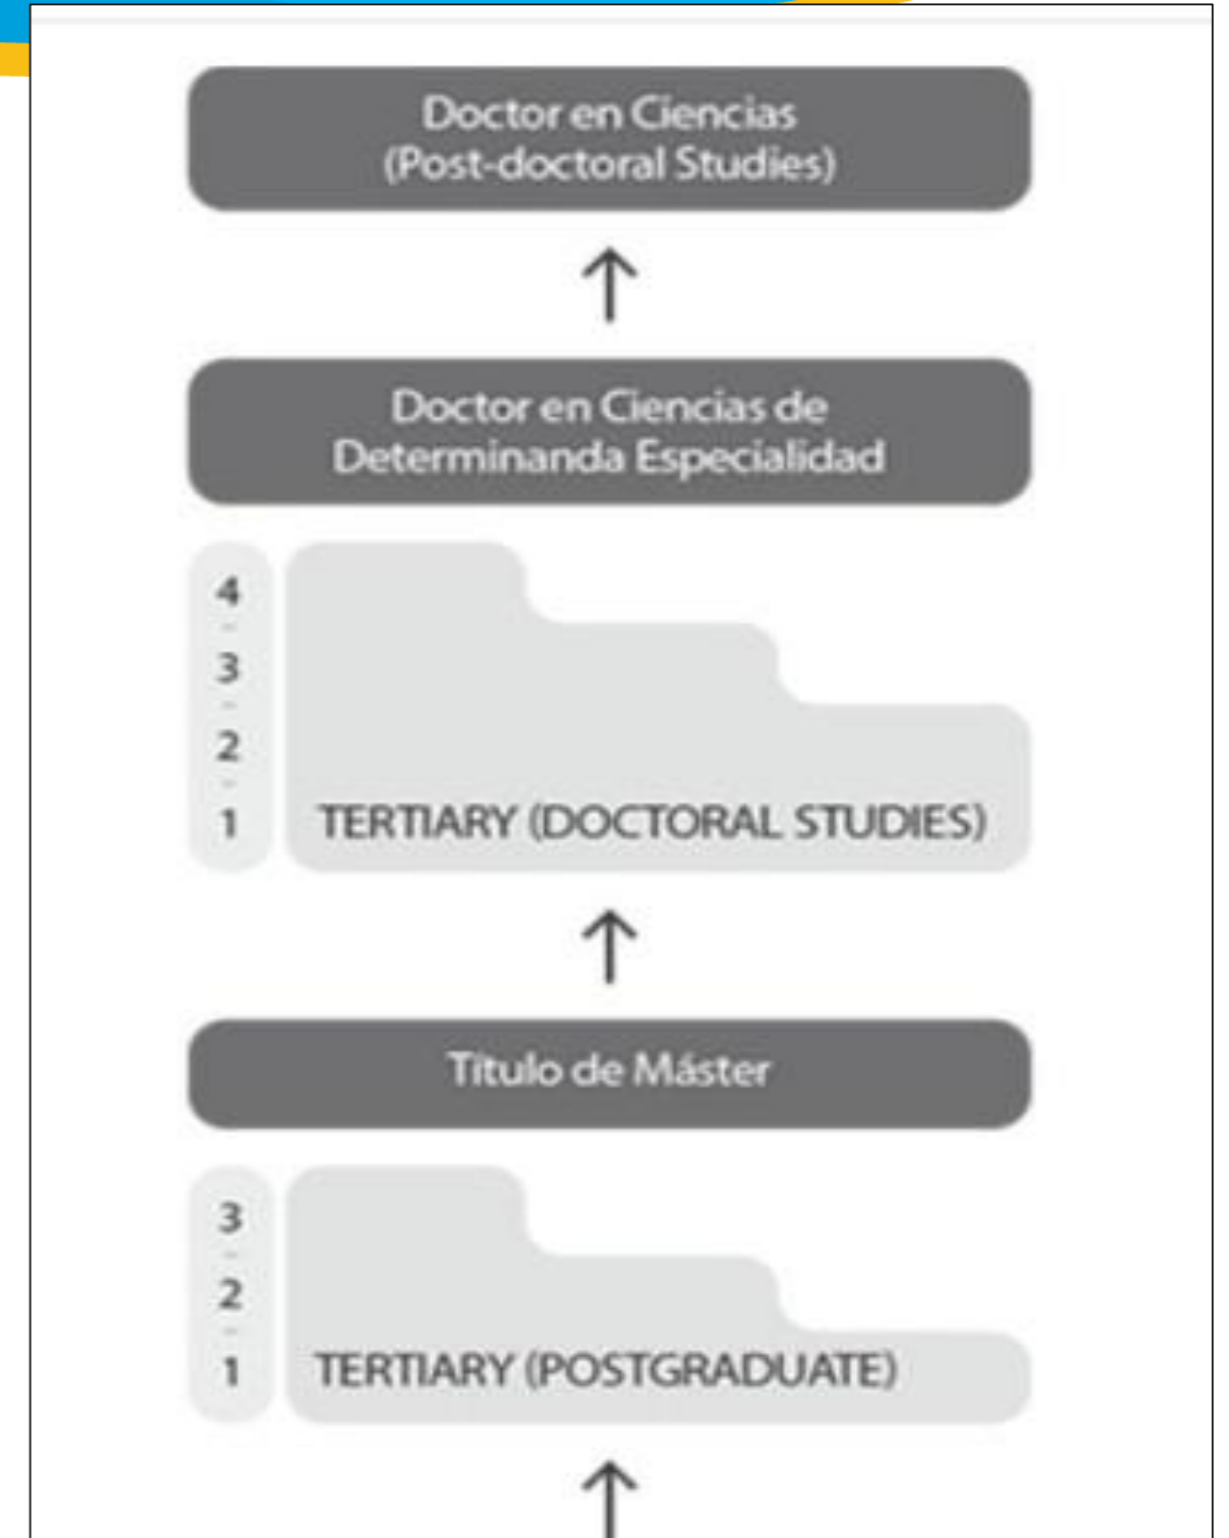 Doctor en Ciencias
(Post-doctoral Studies)
Doctor en Ciencias de
Determinanda Especialidad
4
-
3
-
2
-
1
TERTIARY (DOCTORAL STUDIES)
Título de Máster
3
-
2
-
1
TERTIARY (POSTGRADUATE)